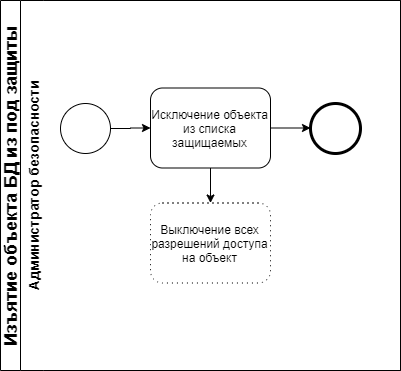 Изъятие объекта БД из под защиты
Администратор безопасности
Исключение объекта
из списка
защищаемых
Выключение всех
разрешений доступа
на объект